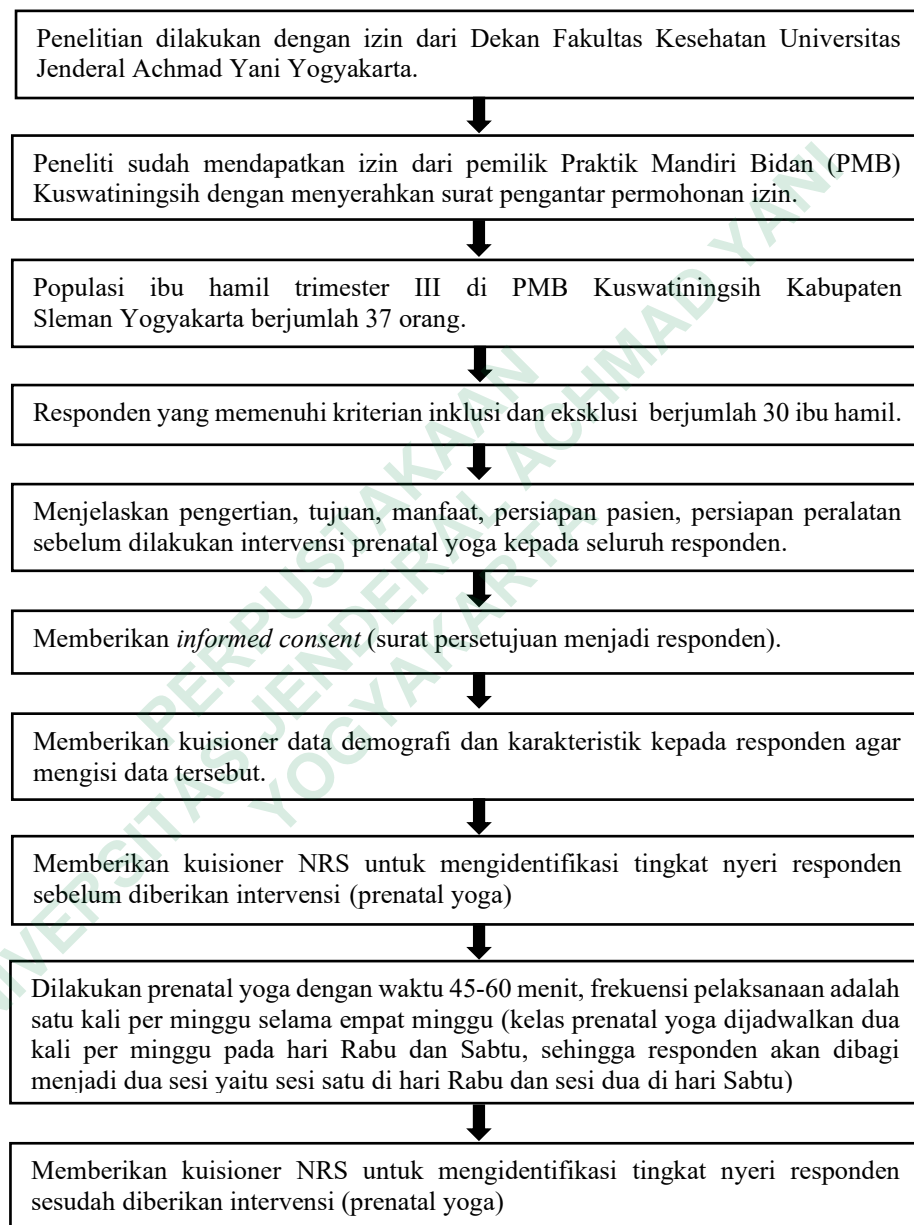 Penelitian dilakukan dengan izin dari Dekan Fakultas Kesehatan Universitas
Jenderal Achmad Yani Yogyakarta.
Peneliti sudah mendapatkan izin dari pemilik Praktik Mandiri Bidan (PMB)
Kuswatiningsih dengan menyerahkan surat pengantar permohonan izin.
Populasi ibu hamil trimester III di PMB Kuswatiningsih Kabupaten
Sleman Yogyakarta berjumlah 37 orang.
Responden yang memenuhi kriterian inklusi dan eksklusi berjumlah 30 ibu hamil.
Menjelaskan pengertian, tujuan, manfaat, persiapan pasien, persiapan peralatan
sebelum dilakukan intervensi prenatal yoga kepada seluruh responden.
Memberikan informed consent (surat persetujuan menjadi responden).
Memberikan kuisioner data demografi dan karakteristik kepada responden agar
mengisi data tersebut.
Memberikan kuisioner NRS untuk mengidentifikasi tingkat nyeri responden
sebelum diberikan intervensi (prenatal yoga)
Dilakukan prenatal yoga dengan waktu 45-60 menit, frekuensi pelaksanaan adalah
satu kali per minggu selama empat minggu (kelas prenatal yoga dijadwalkan dua
kali per minggu pada hari Rabu dan Sabtu, sehingga responden akan dibagi
menjadi dua sesi yaitu sesi satu di hari Rabu dan sesi dua di hari Sabtu)
Memberikan kuisioner NRS untuk mengidentifikasi tingkat nyeri responden
sesudah diberikan intervensi (prenatal yoga)
PERPUSTAKAAN
NIVERSITAS JENDERAL ACHMAD YANI
YOGYAKARTA